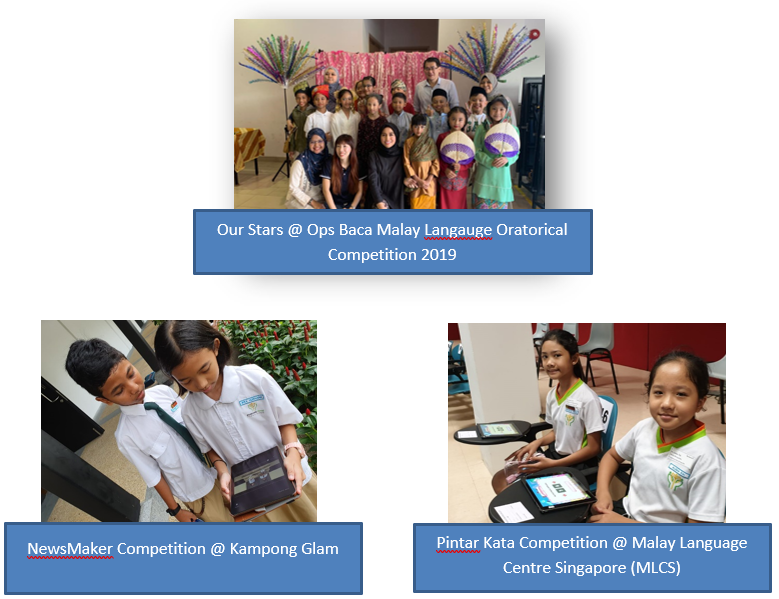 Our Stars @ Ops Baca Malay Langauge Oratorical
Competition 2019
NewsMaker Competition @ Kampong Glam
Pintar Kata Competition @ Malay Language
Centre Singapore (MLCS)